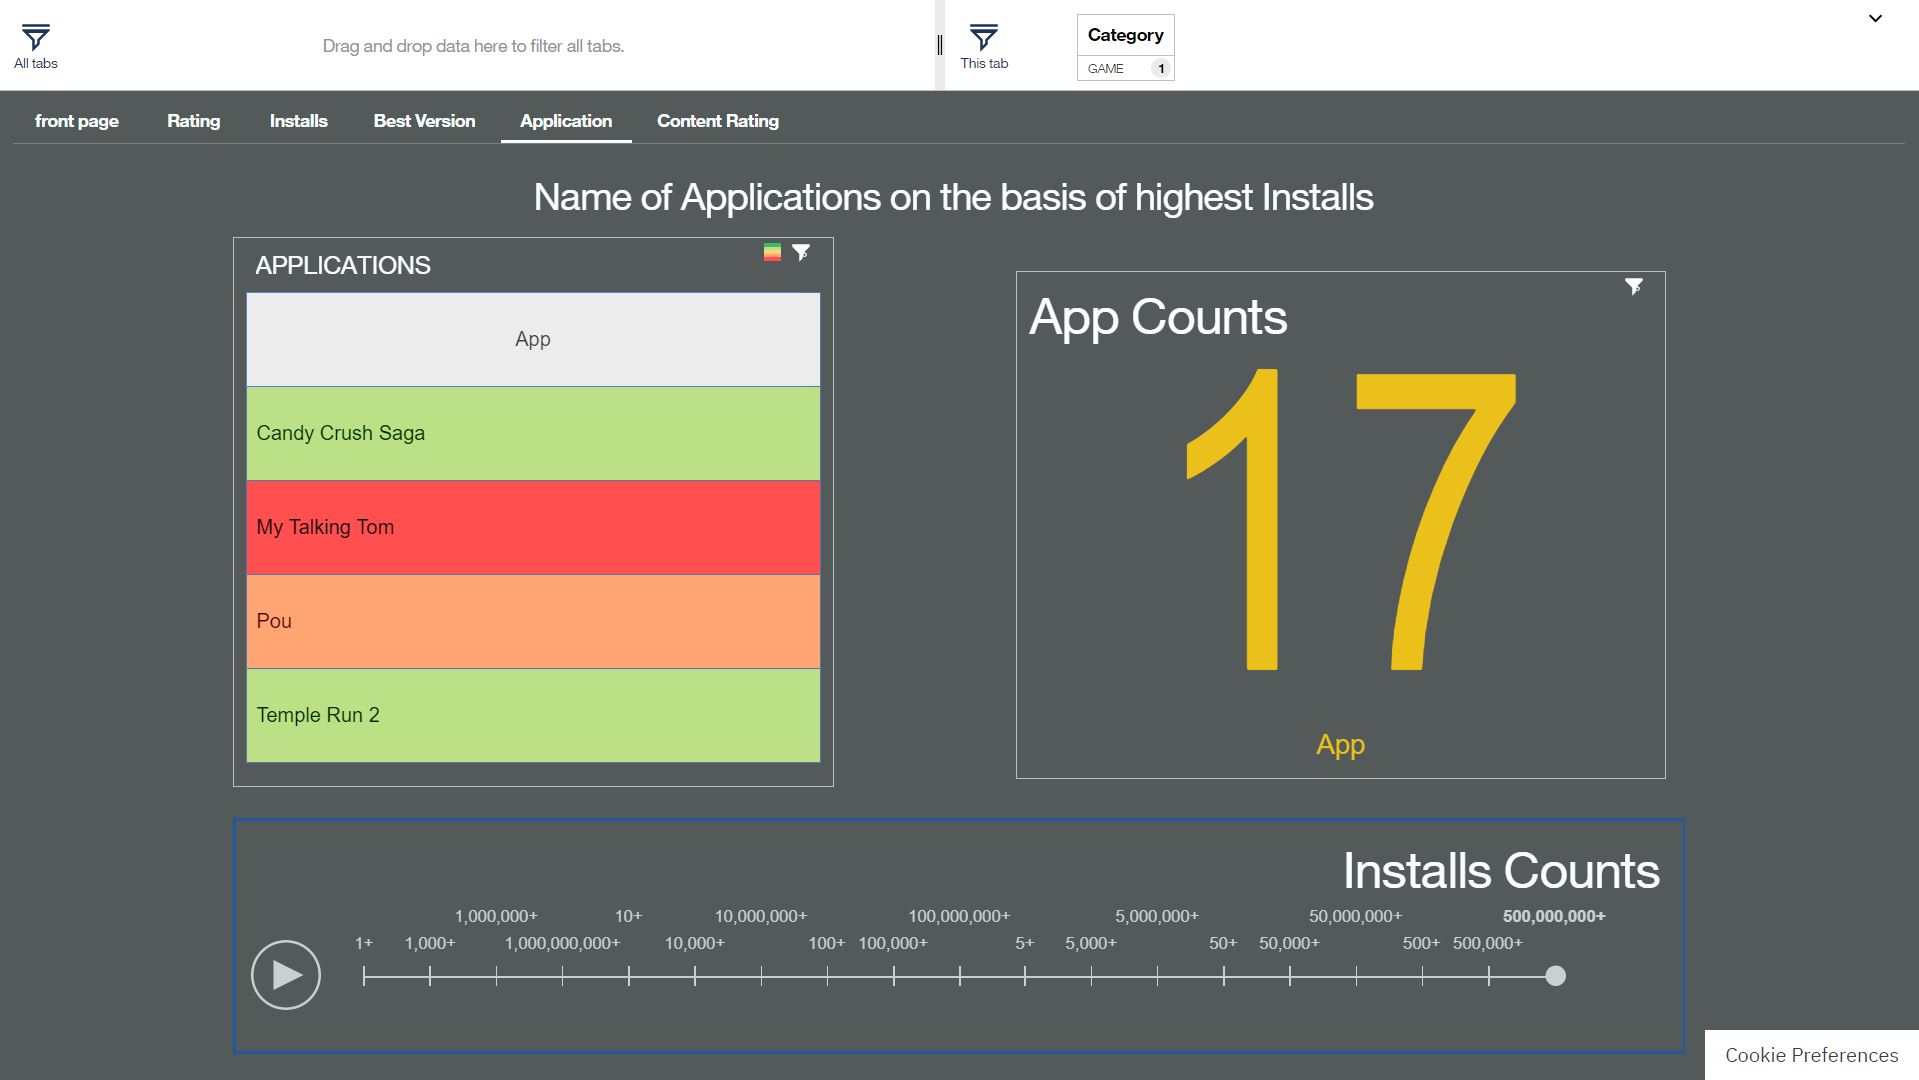 All tabs
Drag and drop data here to filter all tabs.
This tab
Category
GAME 1
front page Rating Installs Best Version Application Content Rating
Name of Applications on the basis of highest Installs
APPLICATIONS
App
Candy Crush Saga
My Talking Tom
Pou
Temple Run 2
App Counts
17
App
Installs Counts
1,000,000+ 10+ 10,000,000+ 100,000,000+ 5,000,000+ 50,000,000+ 500,000,000+
1+ 1,000+ 1,000,000,000+ 10,000+ 100+ 100,000+ 5+ 5,000+ 50+ 50,000+ 500+ 500,000+
Cookie Preferences